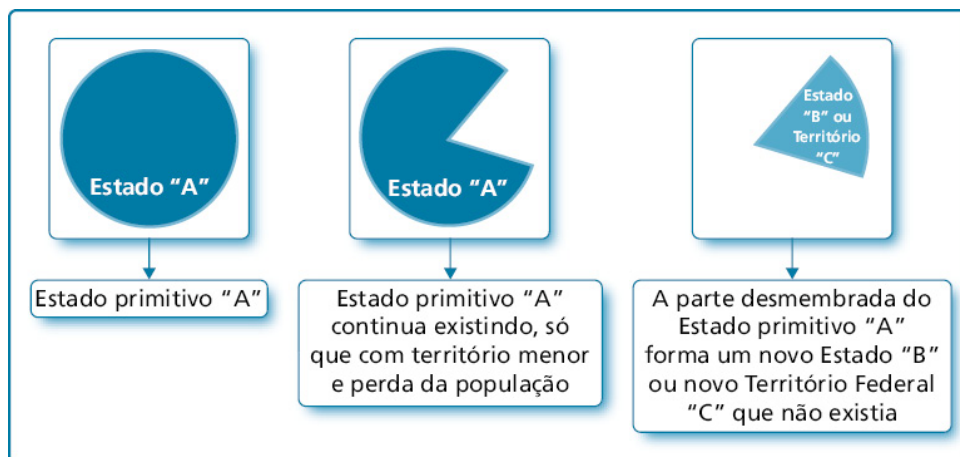 Estado “A”
Estado “A”
Estado
“B” ou
Território
“C”
Estado primitivo “A”
Estado primitivo “A”
continua existindo, só
que com território menor
e perda da população
A parte desmembrada do
Estado primitivo “A”
forma um novo Estado “B”
ou novo Território Federal
“C” que não existia